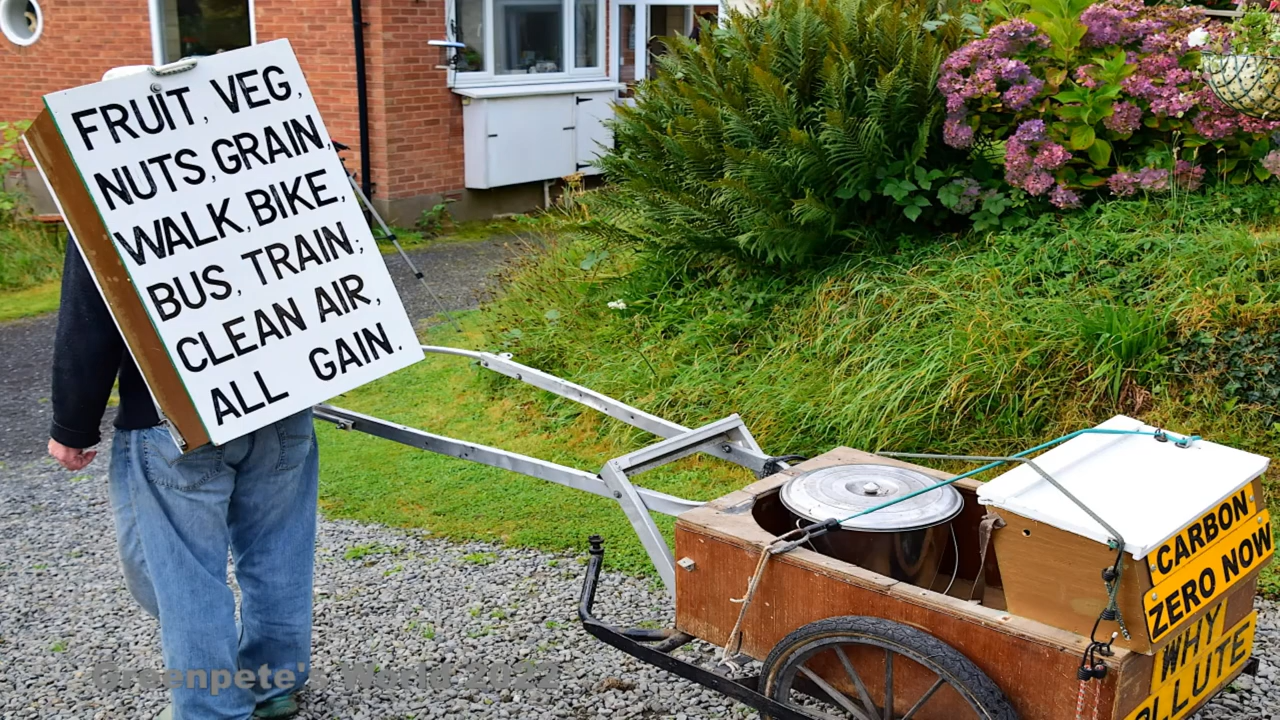 FRUIT, VEG,
NUTS, GRAIN,
WALK, BIKE,
BUS, TRAIN,
CLEAN AIR,
ALL GAIN.
CARBON
ZERO NOW
WHY
Greenpete's World 2022